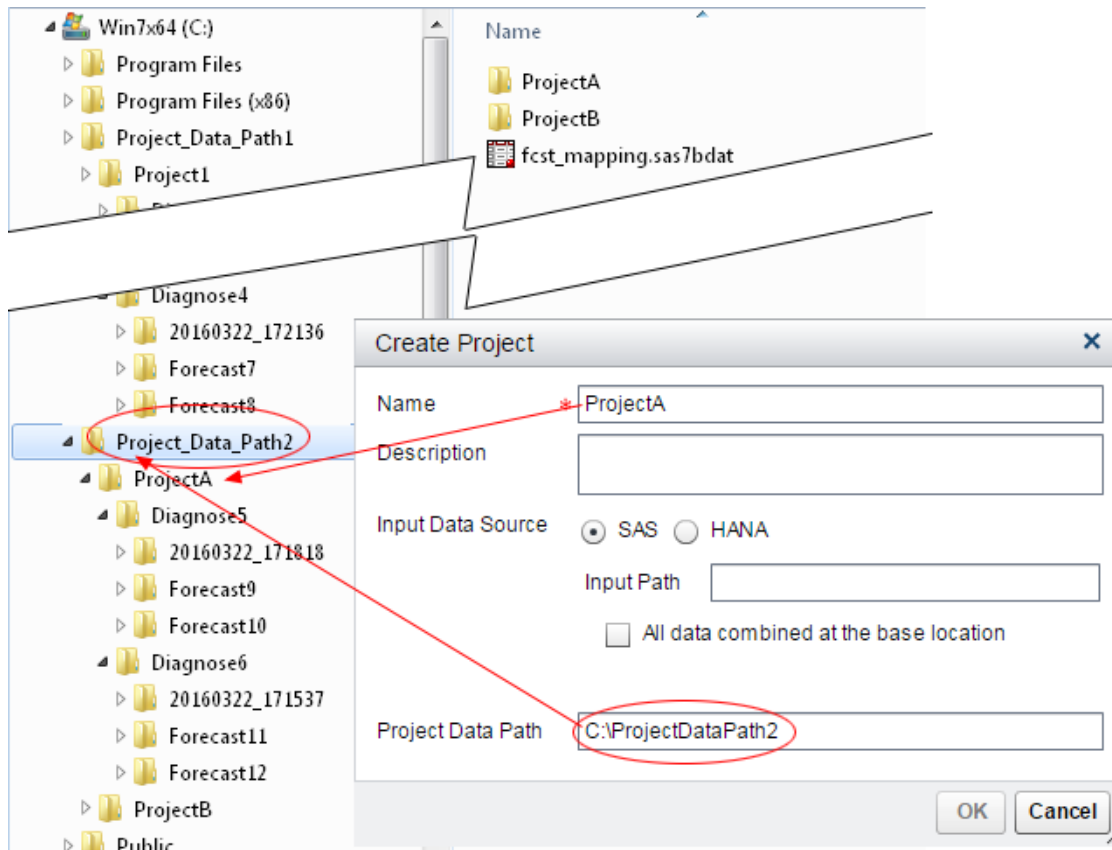 Win7x64 (C:)
Program Files
Program Files (x86)
Project_Data_Path1
Project1
Name
ProjectA
ProjectB
fcst_mapping.sas7bdat
Diagnose4
20160322_172136
Forecast7
Forecast8
Project_Data_Path2
ProjectA
Diagnose5
20160322_171818
Forecast9
Forecast10
Diagnose6
20160322_171537
Forecast11
Forecast12
ProjectB
Public
Create Project
Name * ProjectA
Description
Input Data Source SAS HANA
Input Path
All data combined at the base location
Project Data Path C:\ProjectDataPath2
OK Cancel